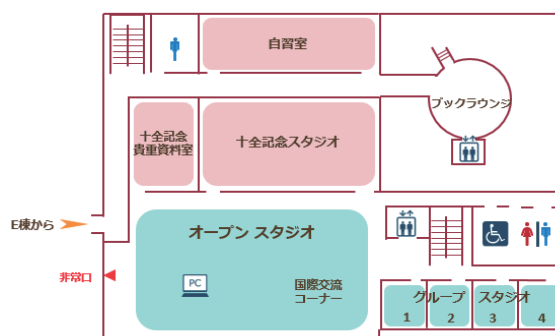 自習室
ブックラウンジ
十全記念
貴重資料室
十全記念スタジオ
E棟から
オープン スタジオ
非常口
PC
国際交流
コーナー
グループ スタジオ
1 2 3 4